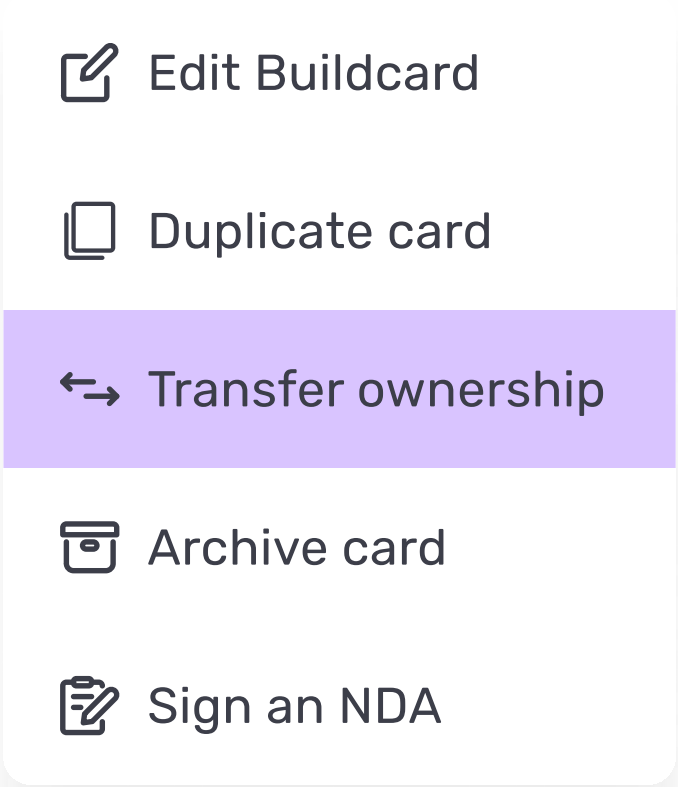 Edit Buildcard
Duplicate card
Transfer ownership
Archive card
Sign an NDA